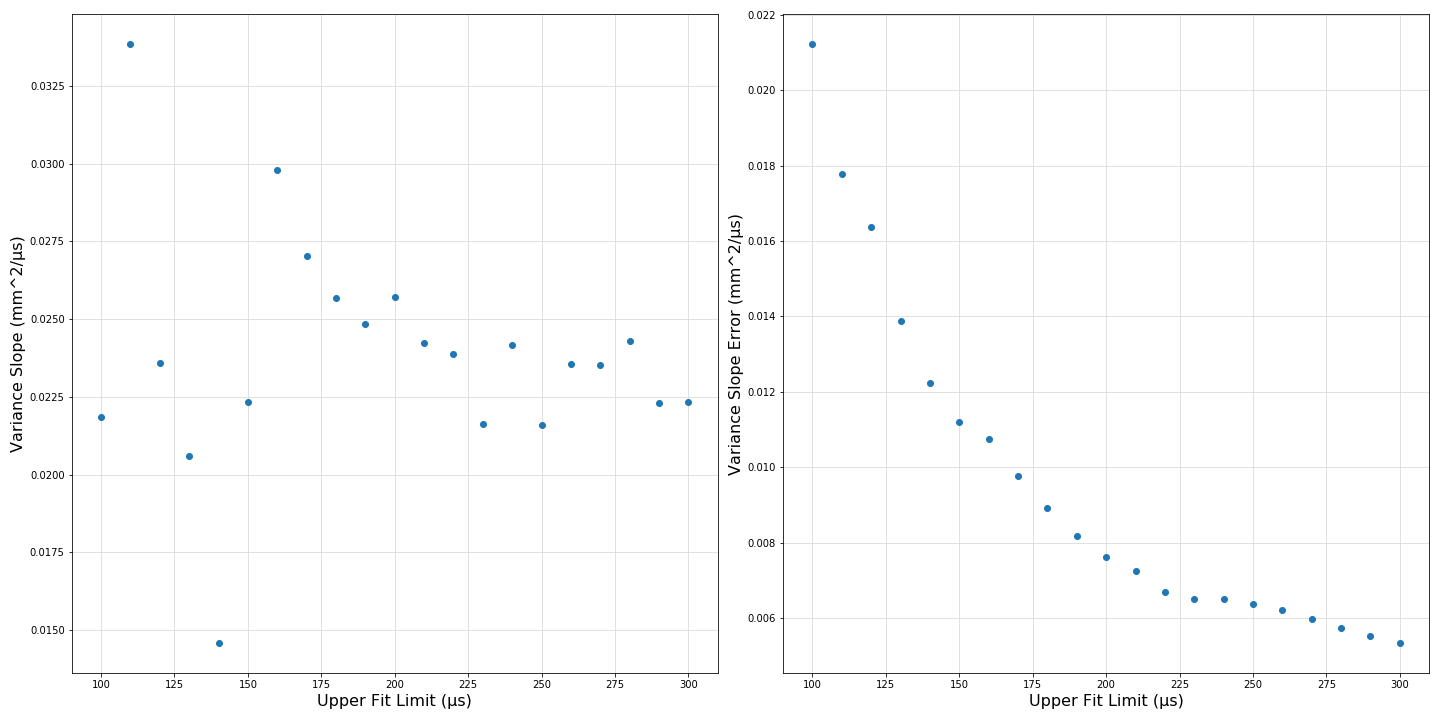 0.0325
0.0300
0.0275
0.0250
0.0225
0.0200
0.0175
0.0150
Variance Slope (mm^2/μs)
100 125 150 175 200 225 250 275 300
Upper Fit Limit (μs)
0.022
0.020
0.018
0.016
0.014
0.012
0.010
0.008
0.006
Variance Slope Error (mm^2/μs)
100 125 150 175 200 225 250 275 300
Upper Fit Limit (μs)